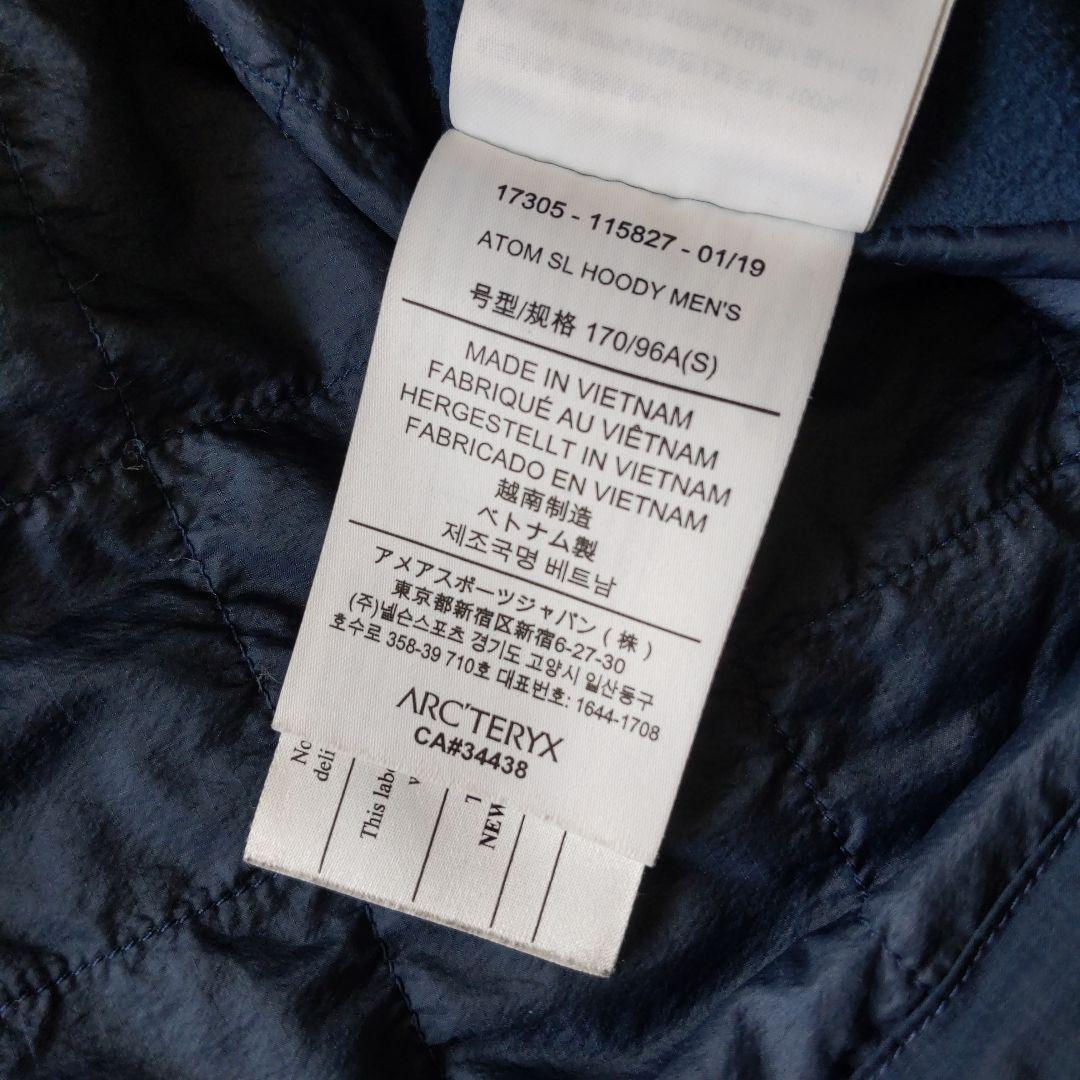 17305 - 115827 - 01/19
ATOM SL HOODY MEN'S
号型/规格 170/96A(S)
MADE IN VIETNAM
FABRIQUÉ AU VIÊTNAM
HERGESTELLT IN VIETNAM
FABRICADO EN VIETNAM
越南制造
ベトナム製
제조국명 베트남
アメアスポーツジャパン ( 株 )
東京都新宿区新宿6-27-30
(주)넬슨스포츠 경기도 고양시 일산동구
호수로 358-39 710호 대표번호: 1644-1708
ARC'TERYX
CA#34438
This
NEW